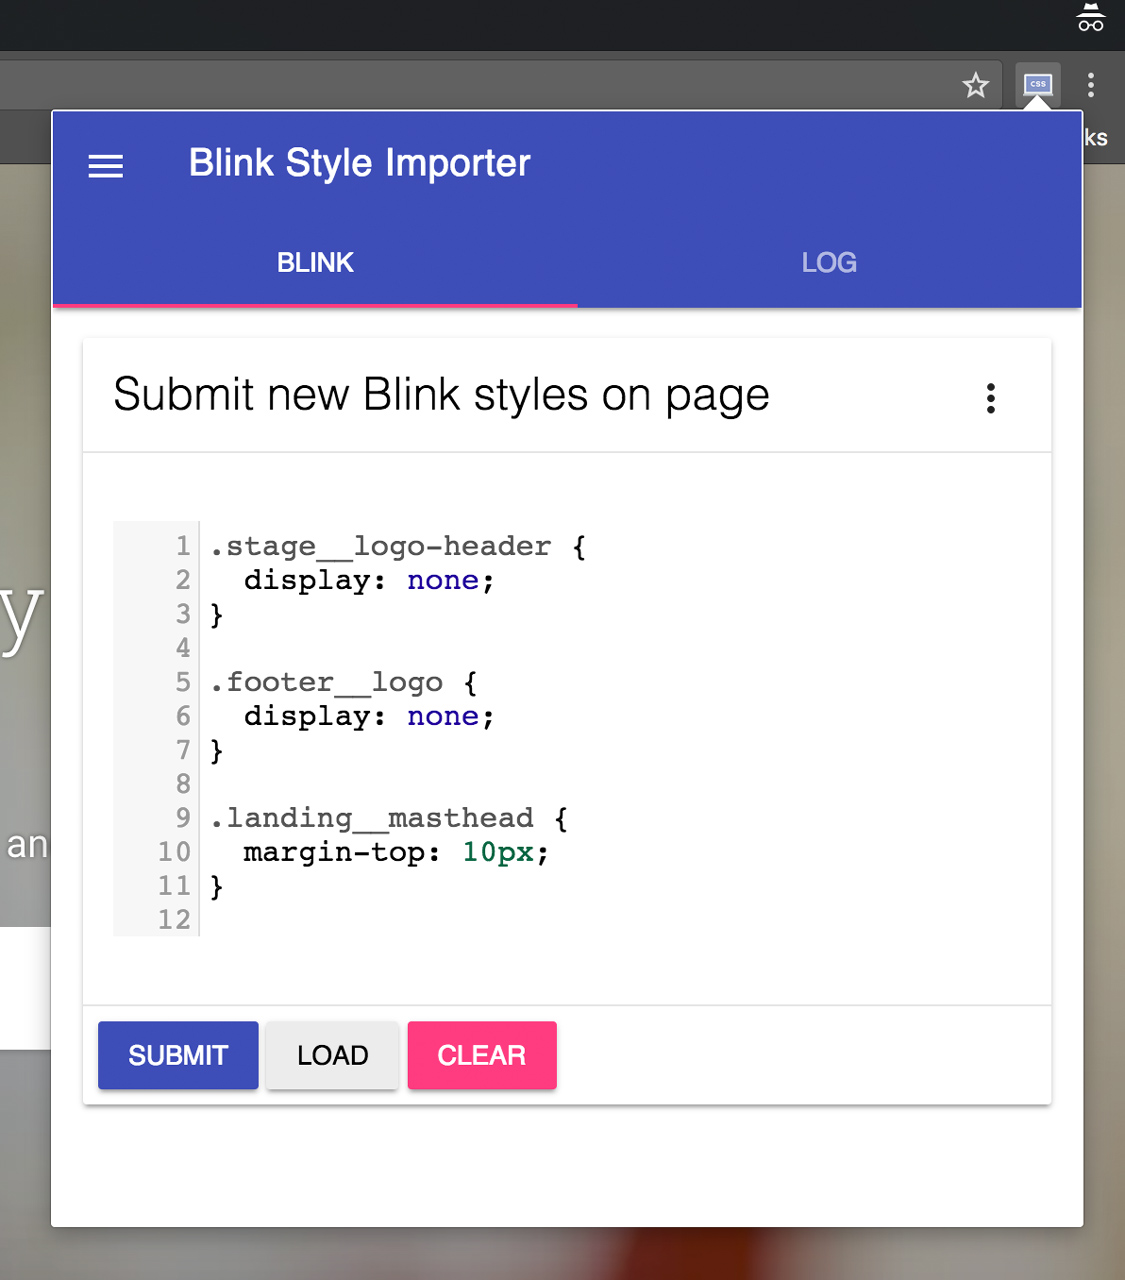 css
ks
Blink Style Importer
BLINK
LOG
Submit new Blink styles on page
1 .stage__logo-header {
2 display: none;
3 }
4
5 .footer__logo {
6 display: none;
7 }
8
9 .landing__masthead {
10 margin-top: 10px;
11 }
12
y
an
SUBMIT
LOAD
CLEAR